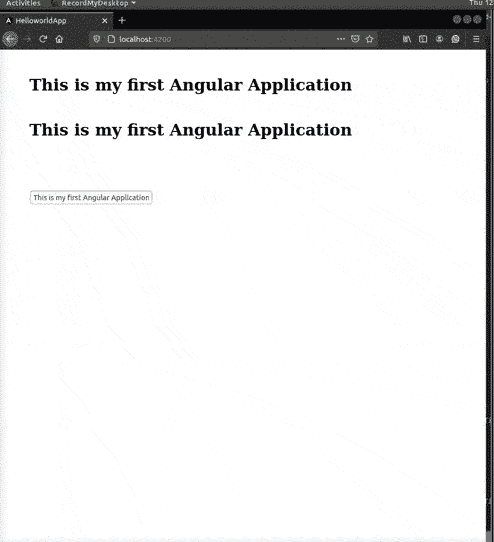 Activities RecordMyDesktop Thu 12
HelloworldApp
localhost:4200
This is my first Angular Application
This is my first Angular Application
This is my first Angular Application